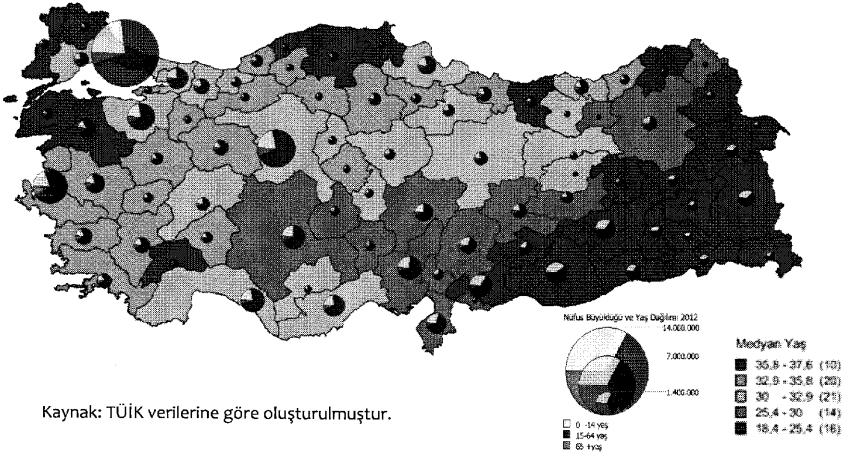 Nüfus Büyüklüğü ve Yaş Dağılımı 2012
14.000.000
7.000.000
1.400.000
0 -14 yaş
15-64 yaş
65 +yaş
Medyan Yaş
35,8 - 37,6 (10)
32,9 - 35,8 (20)
30 - 32,9 (21)
25,4 - 30 (14)
18,4 - 25,4 (16)
Kaynak: TÜİK verilerine göre oluşturulmuştur.